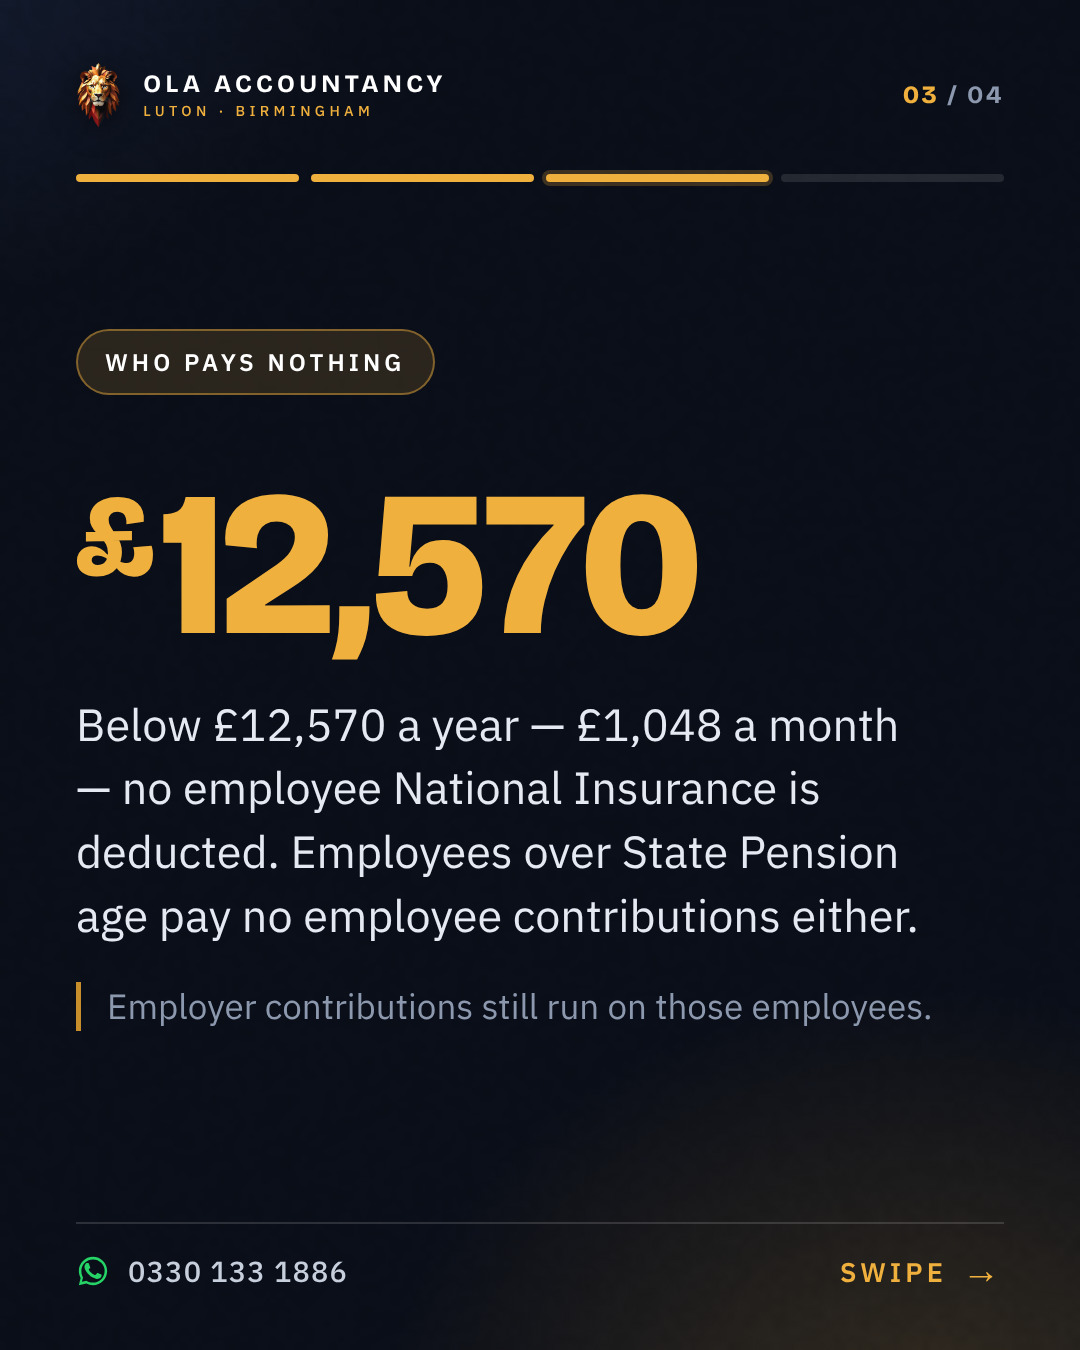 OLA ACCOUNTANCY
LUTON · BIRMINGHAM
03 / 04
WHO PAYS NOTHING
£12,570
Below £12,570 a year — £1,048 a month
— no employee National Insurance is
deducted. Employees over State Pension
age pay no employee contributions either.
Employer contributions still run on those employees.
0330 133 1886
SWIPE →